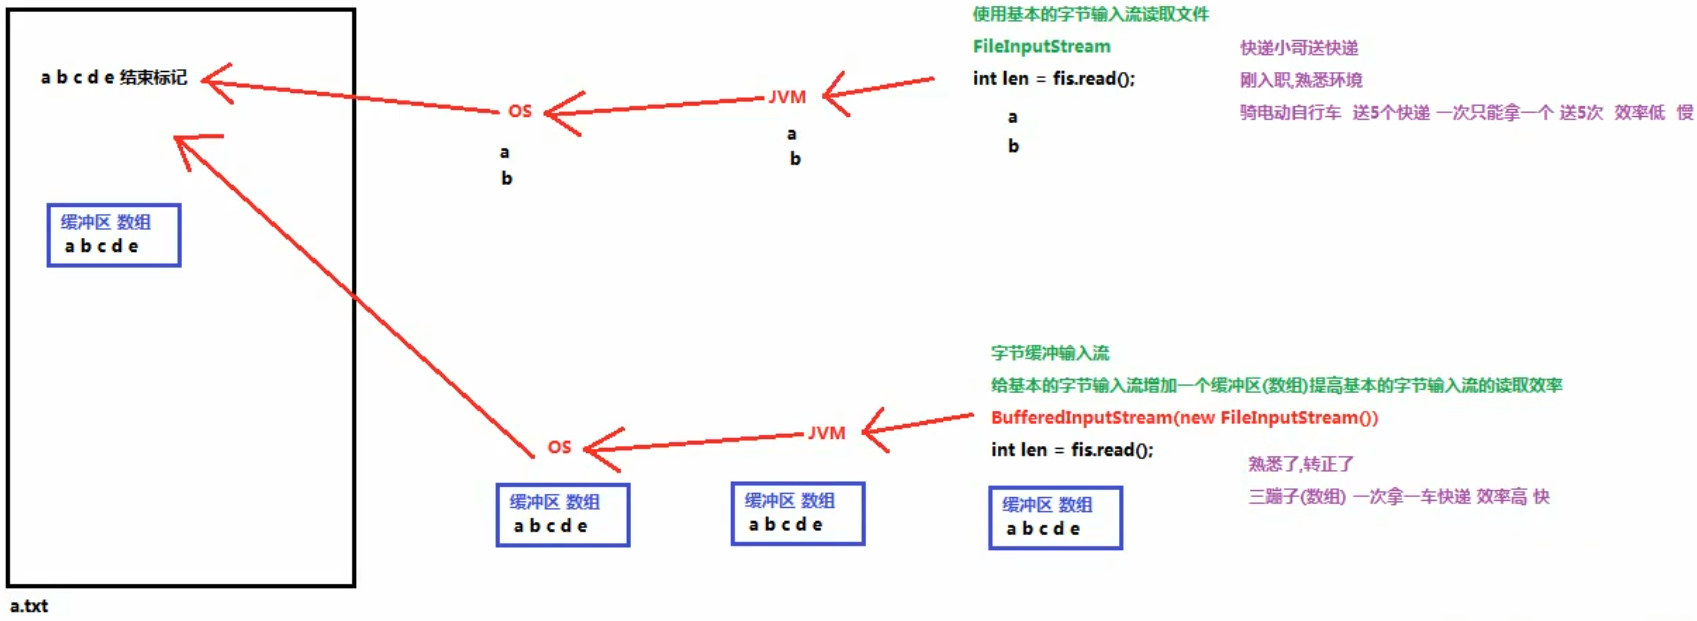 使用基本的字节输入流读取文件
FileInputStream
int len = fis.read();
a
b
快递小哥送快递
刚入职,熟悉环境
骑电动自行车 送5个快递 一次只能拿一个 送5次 效率低 慢
JVM
a
b
OS
a
b
a b c d e 结束标记
缓冲区 数组
a b c d e
字节缓冲输入流
给基本的字节输入流增加一个缓冲区(数组)提高基本的字节输入流的读取效率
BufferedInputStream(new FileInputStream())
int len = fis.read();
熟悉了,转正了
三蹦子(数组) 一次拿一车快递 效率高 快
缓冲区 数组
a b c d e
JVM
缓冲区 数组
a b c d e
OS
缓冲区 数组
a b c d e
a.txt